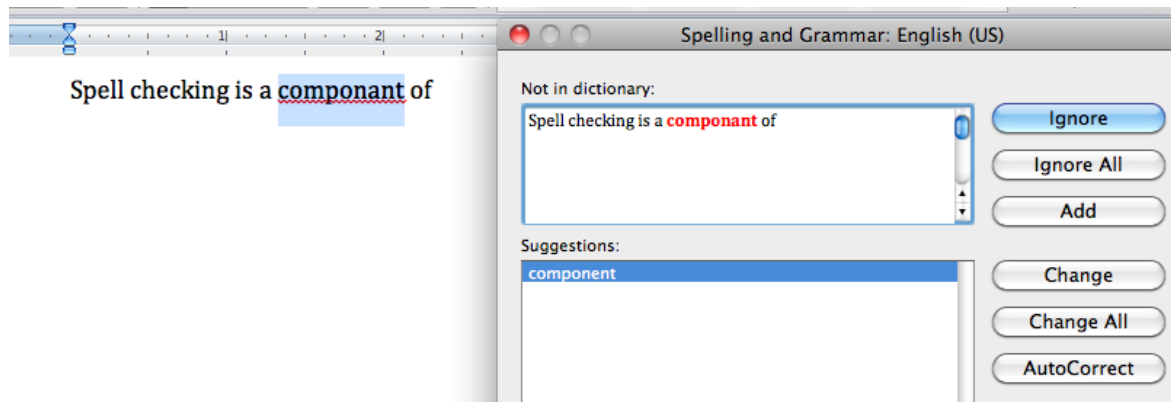 1
2
Spelling and Grammar: English (US)
Spell checking is a componant of
Not in dictionary:
Spell checking is a componant of
Ignore
Ignore All
Add
Suggestions:
component
Change
Change All
AutoCorrect